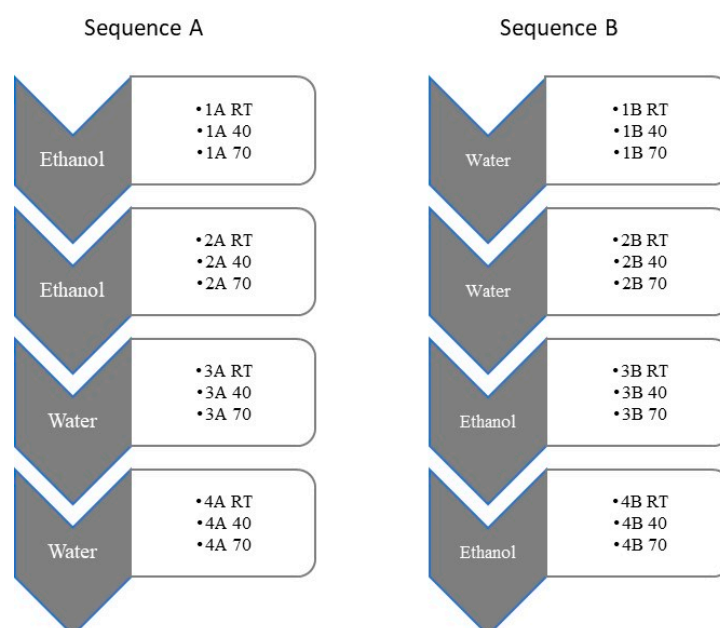 Sequence A
Ethanol
• 1A RT
• 1A 40
• 1A 70
Ethanol
• 2A RT
• 2A 40
• 2A 70
Water
• 3A RT
• 3A 40
• 3A 70
Water
• 4A RT
• 4A 40
• 4A 70
Sequence B
Water
• 1B RT
• 1B 40
• 1B 70
Water
• 2B RT
• 2B 40
• 2B 70
Ethanol
• 3B RT
• 3B 40
• 3B 70
Ethanol
• 4B RT
• 4B 40
• 4B 70